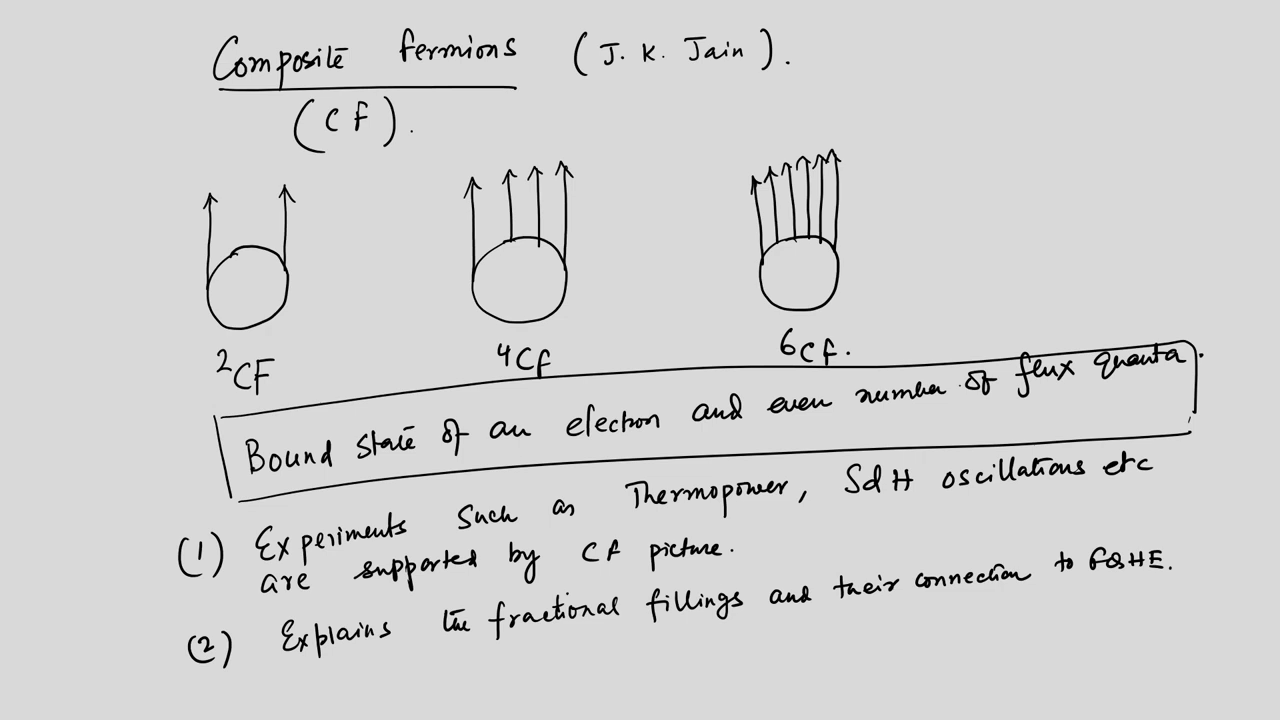 Composite fermions (J. K. Jain).
(CF).
²CF ⁴CF ⁶CF.
Bound state of an electron and even number of flux quanta.
(1) Experiments such as Thermopower, SdH oscillations etc
are supported by CF picture.
(2) Explains the fractional fillings and their connection to FQHE.